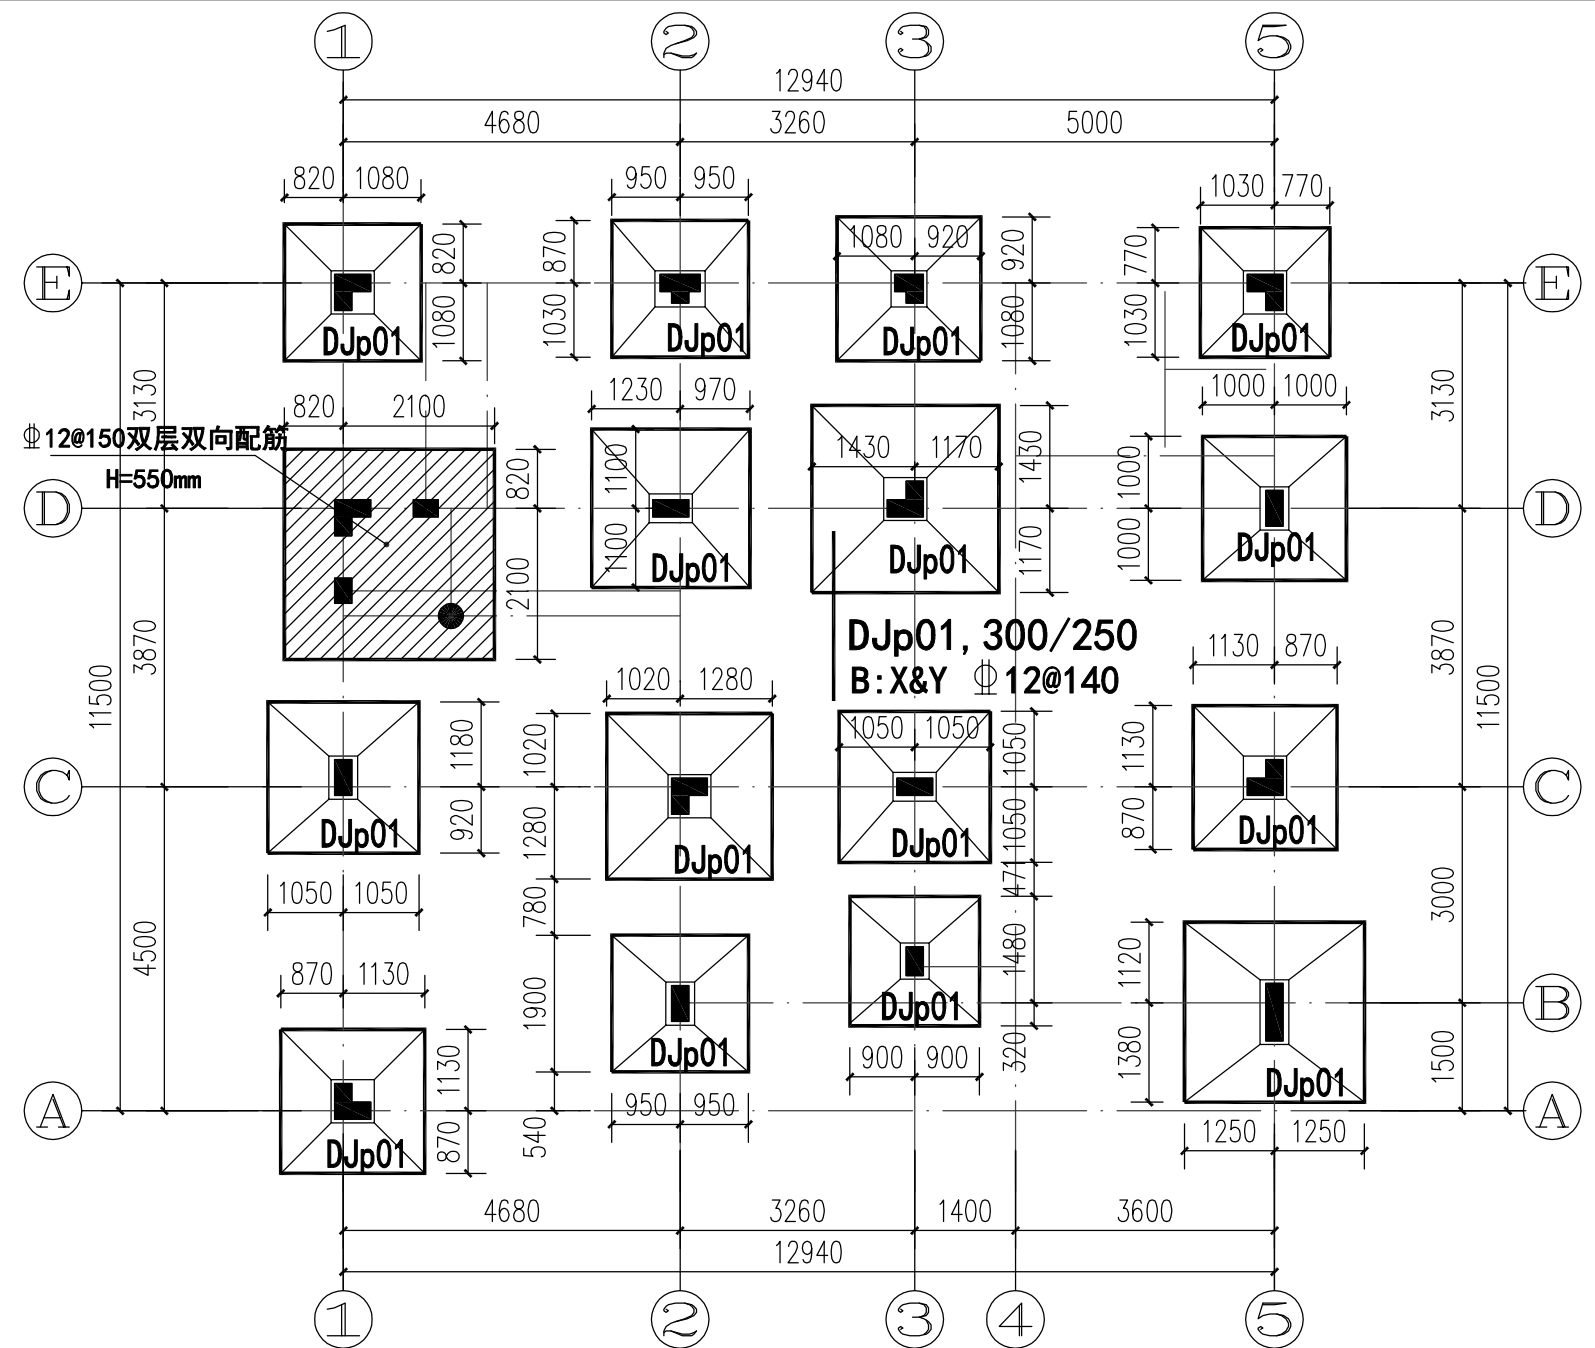 1 2 3 5
12940
4680 3260 5000
820 1080 950 950 1030 770
1080 920
820 870 920 770
E E
1080 1030 1080 1030
DJp01 DJp01 DJp01 DJp01
3130 3130
820 2100 1230 970 1000 1000
1430 1170
⌀12@150双层双向配筋
H=550mm
820 1100 1430 1000
D D
2100 1100 1170 1000
DJp01 DJp01 DJp01
DJp01, 300/250
B:X&Y ⌀12@140
3870 3870
11500 11500
1020 1280 1130 870
1050 1050
1180 1020 1050 1130
C C
920 1280 1050 870
DJp01 DJp01 DJp01 DJp01
1050 1050
780 471
4500 3000
870 1130
1900 1480 1120
B
DJp01 DJp01 DJp01
320 1380
900 900
1130
1500
A A
870 540
950 950 1250 1250
DJp01
4680 3260 1400 3600
12940
1 2 3 4 5